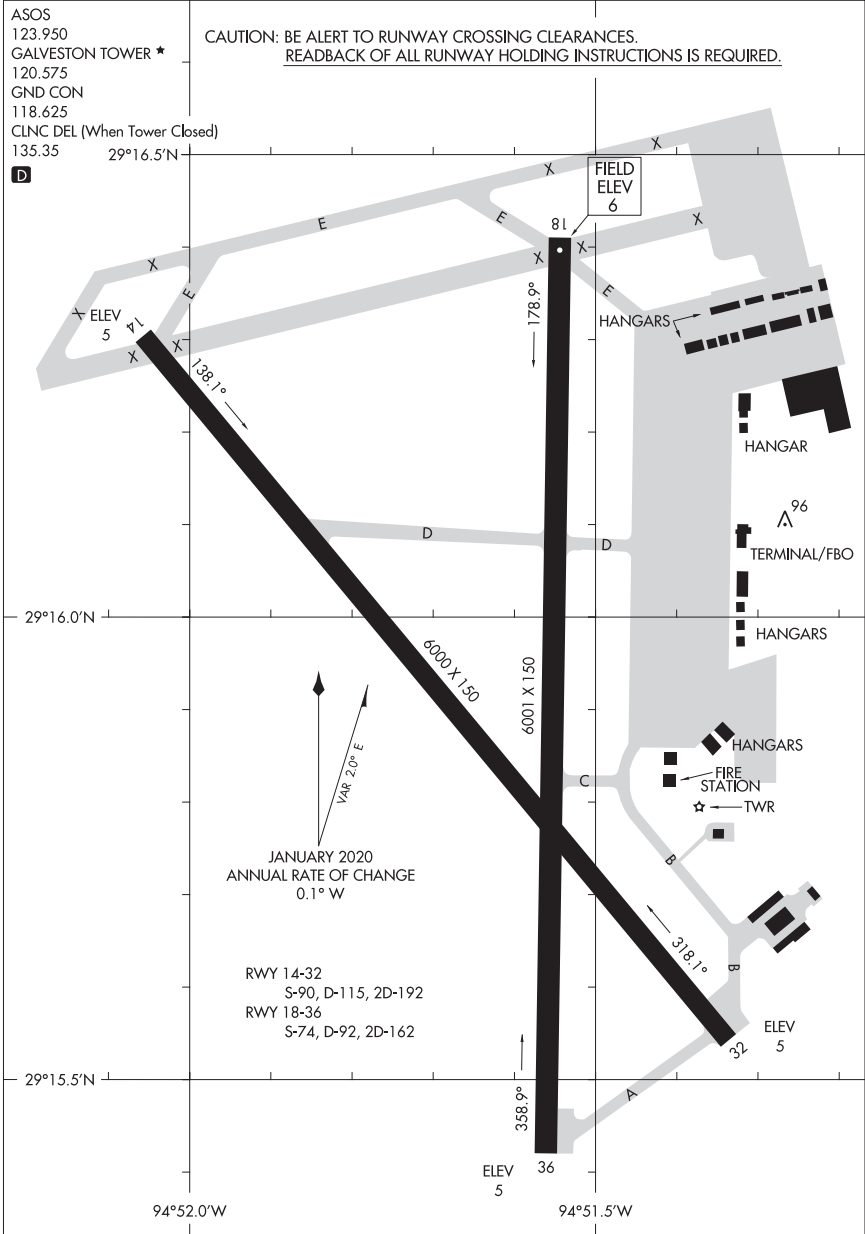 ASOS
123.950
GALVESTON TOWER ★
120.575
GND CON
118.625
CLNC DEL (When Tower Closed)
135.35
D
CAUTION: BE ALERT TO RUNWAY CROSSING CLEARANCES.
READBACK OF ALL RUNWAY HOLDING INSTRUCTIONS IS REQUIRED.
29°16.5'N
X
X
FIELD
ELEV
6
E
E
X
18
X
X
X
E
E
X
ELEV
5
14
X
X
178.9°
HANGARS
138.1°
HANGAR
96
D
D
TERMINAL/FBO
29°16.0'N
HANGARS
6000 X 150
6001 X 150
VAR 2.0° E
HANGARS
C
FIRE
STATION
TWR
B
JANUARY 2020
ANNUAL RATE OF CHANGE
0.1° W
318.1°
B
RWY 14-32
S-90, D-115, 2D-192
RWY 18-36
S-74, D-92, 2D-162
32
ELEV
5
29°15.5'N
A
358.9°
ELEV
5
36
94°52.0'W
94°51.5'W